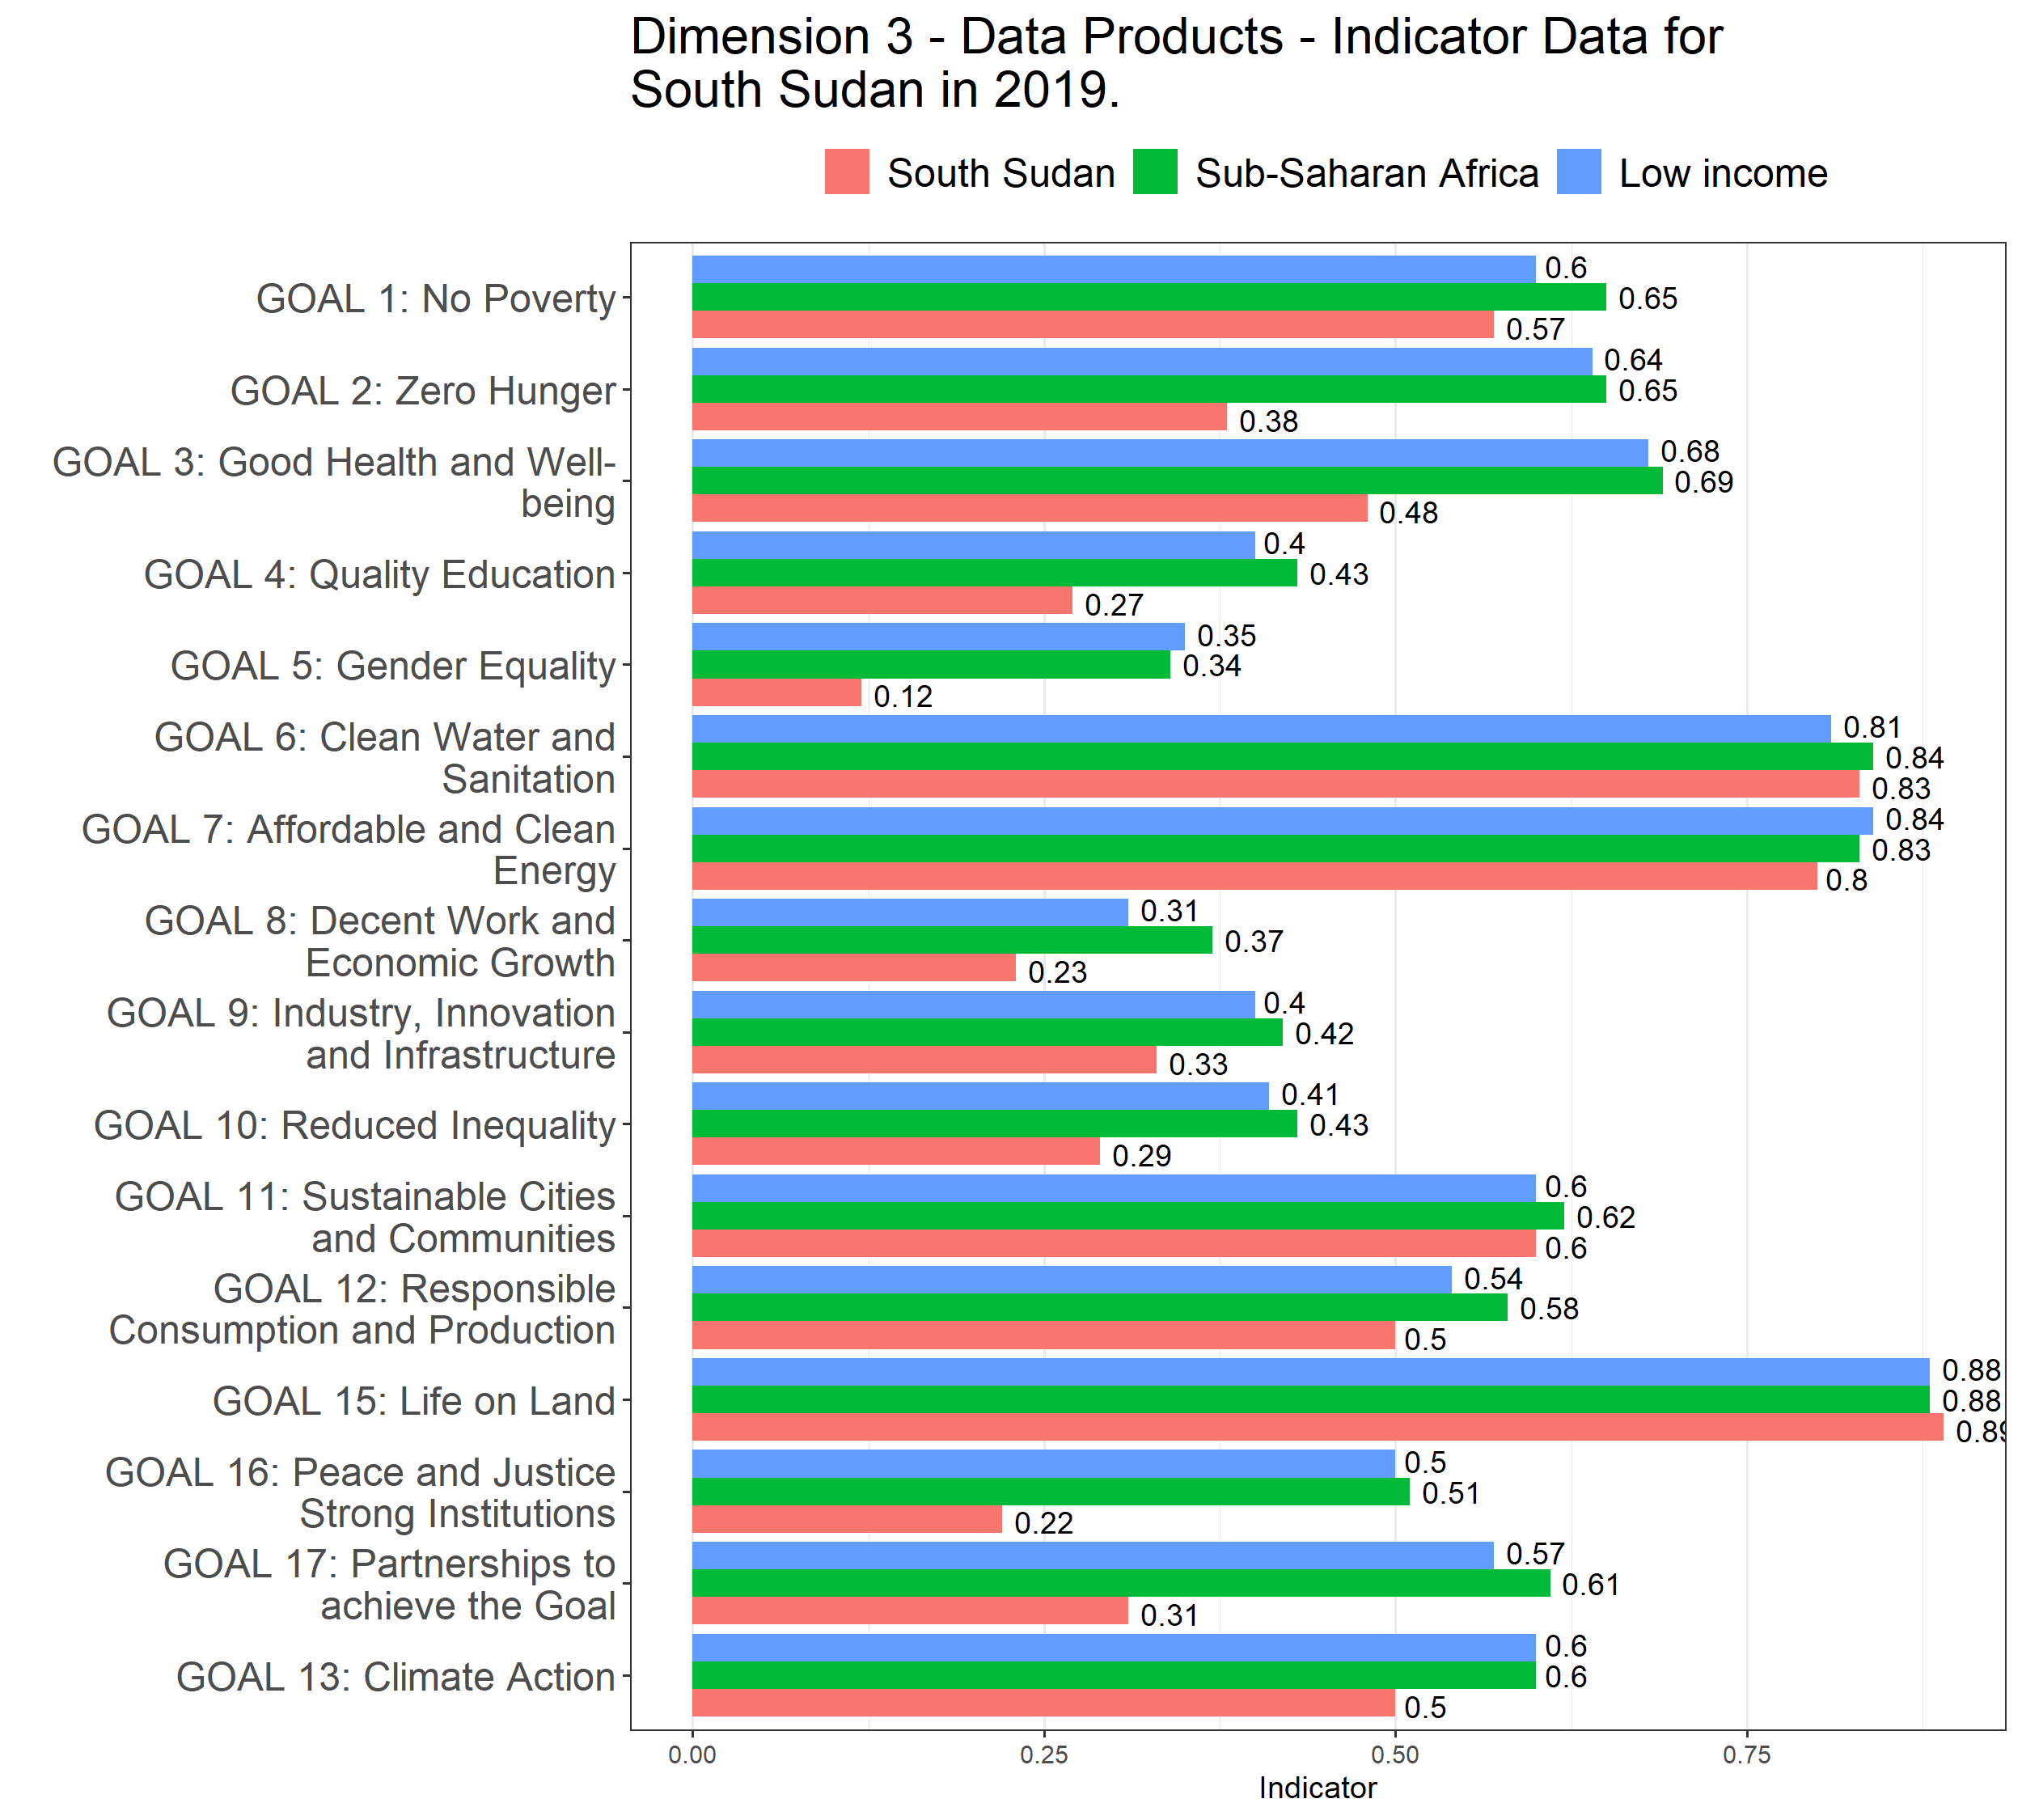 Dimension 3 - Data Products - Indicator Data for
South Sudan in 2019.
South Sudan Sub-Saharan Africa Low income
GOAL 1: No Poverty
0.6
0.65
0.57
GOAL 2: Zero Hunger
0.64
0.65
0.38
GOAL 3: Good Health and Well-
being
0.68
0.69
0.48
GOAL 4: Quality Education
0.4
0.43
0.27
GOAL 5: Gender Equality
0.35
0.34
0.12
GOAL 6: Clean Water and
Sanitation
0.81
0.84
0.83
GOAL 7: Affordable and Clean
Energy
0.84
0.83
0.8
GOAL 8: Decent Work and
Economic Growth
0.31
0.37
0.23
GOAL 9: Industry, Innovation
and Infrastructure
0.4
0.42
0.33
GOAL 10: Reduced Inequality
0.41
0.43
0.29
GOAL 11: Sustainable Cities
and Communities
0.6
0.62
0.6
GOAL 12: Responsible
Consumption and Production
0.54
0.58
0.5
GOAL 15: Life on Land
0.88
0.88
0.89
GOAL 16: Peace and Justice
Strong Institutions
0.5
0.51
0.22
GOAL 17: Partnerships to
achieve the Goal
0.57
0.61
0.31
GOAL 13: Climate Action
0.6
0.6
0.5
0.00 0.25 0.50 0.75
Indicator